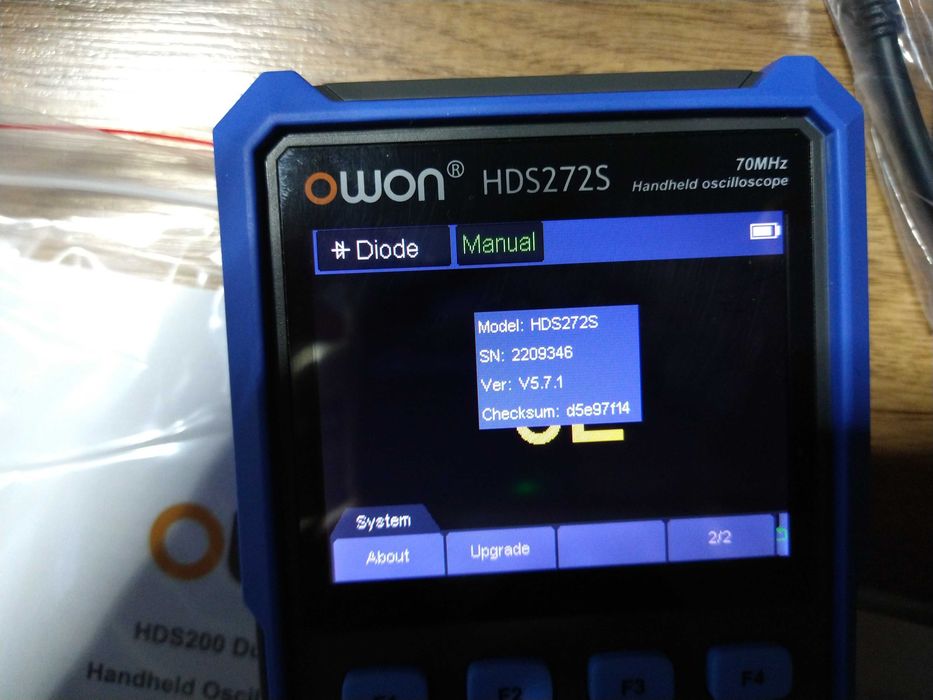 owon® HDS272S
70MHz
Handheld oscilloscope
Diode
Manual
Model: HDS272S
SN: 2209346
Ver: V5.7.1
Checksum: d5e97f14
System
About
Upgrade
2/2
HDS200
Handheld
F2
F3
F4